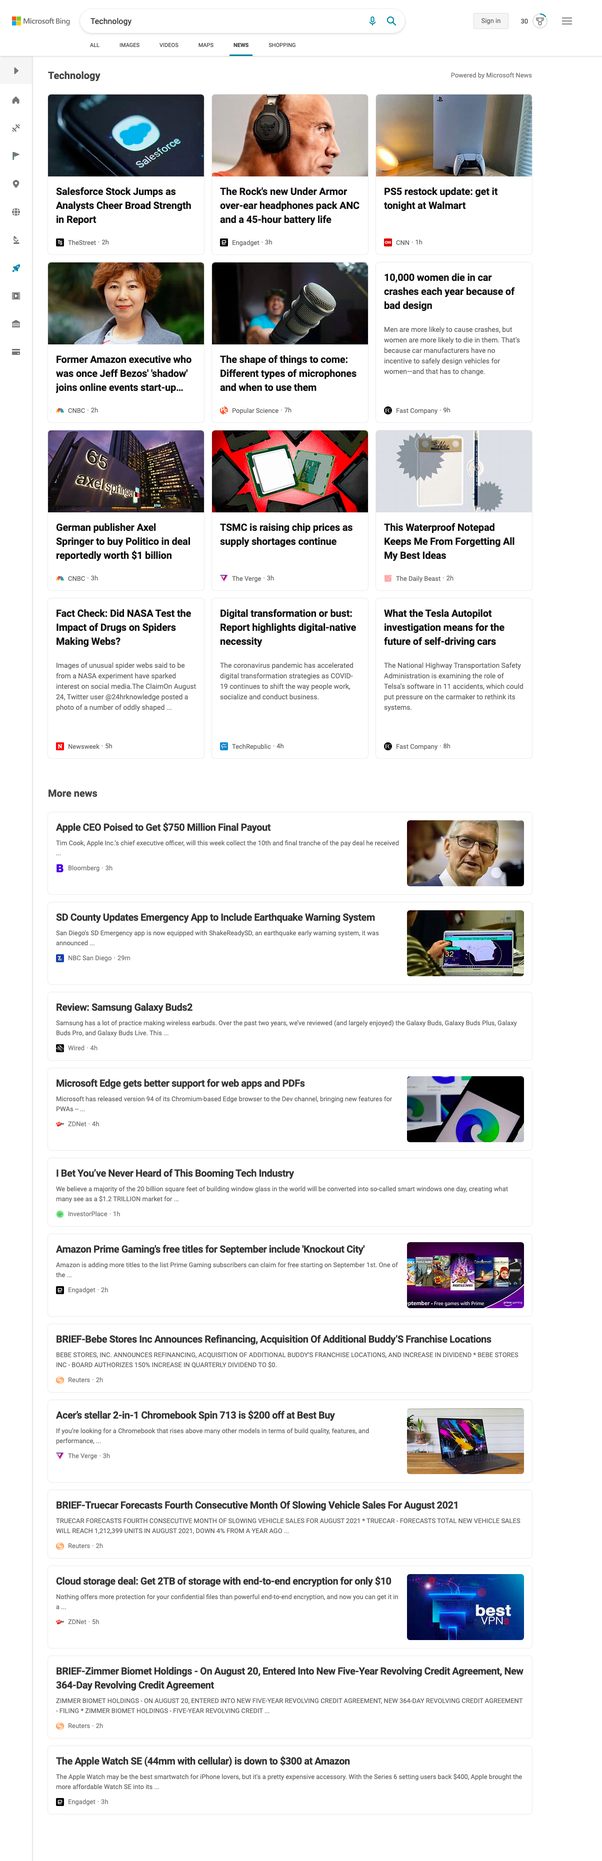 Microsoft Bing
Technology
Sign in
30
ALL
IMAGES
VIDEOS
MAPS
NEWS
SHOPPING
Technology
Powered by Microsoft News
Salesforce
Salesforce Stock Jumps as
Analysts Cheer Broad Strength
in Report
TheStreet · 2h
The Rock's new Under Armor
over-ear headphones pack ANC
and a 45-hour battery life
Engadget · 3h
PS5 restock update: get it
tonight at Walmart
CNN · 1h
Former Amazon executive who
was once Jeff Bezos' 'shadow'
joins online events start-up...
CNBC · 2h
The shape of things to come:
Different types of microphones
and when to use them
Popular Science · 7h
10,000 women die in car
crashes each year because of
bad design
Men are more likely to cause crashes, but
women are more likely to die in them. That's
because car manufacturers have no
incentive to safely design vehicles for
women—and that has to change.
Fast Company · 9h
65
axel springer
German publisher Axel
Springer to buy Politico in deal
reportedly worth $1 billion
CNBC · 3h
TSMC is raising chip prices as
supply shortages continue
The Verge · 3h
This Waterproof Notepad
Keeps Me From Forgetting All
My Best Ideas
The Daily Beast · 2h
Fact Check: Did NASA Test the
Impact of Drugs on Spiders
Making Webs?
Images of unusual spider webs said to be
from a NASA experiment have sparked
interest on social media.The ClaimOn August
24, Twitter user @24hrknowledge posted a
photo of a number of oddly shaped ...
Newsweek · 5h
Digital transformation or bust:
Report highlights digital-native
necessity
The coronavirus pandemic has accelerated
digital transformation strategies as COVID-
19 continues to shift the way people work,
socialize and conduct business.
TechRepublic · 4h
What the Tesla Autopilot
investigation means for the
future of self-driving cars
The National Highway Transportation Safety
Administration is examining the role of
Telsa's software in 11 accidents, which could
put pressure on the carmaker to rethink its
systems.
Fast Company · 8h
More news
Apple CEO Poised to Get $750 Million Final Payout
Tim Cook, Apple Inc.'s chief executive officer, will this week collect the 10th and final tranche of the pay deal he received
...
Bloomberg · 3h
SD County Updates Emergency App to Include Earthquake Warning System
San Diego's SD Emergency app is now equipped with ShakeReadySD, an earthquake early warning system, it was
announced ...
NBC San Diego · 29m
32
Review: Samsung Galaxy Buds2
Samsung has a lot of practice making wireless earbuds. Over the past two years, we've reviewed (and largely enjoyed) the Galaxy Buds, Galaxy Buds Plus, Galaxy
Buds Pro, and Galaxy Buds Live. This ...
Wired · 4h
Microsoft Edge gets better support for web apps and PDFs
Microsoft has released version 94 of its Chromium-based Edge browser to the Dev channel, bringing new features for
PWAs -- ...
ZDNet · 4h
I Bet You've Never Heard of This Booming Tech Industry
We believe a majority of the 20 billion square feet of building window glass in the world will be converted into so-called smart windows one day, creating what
many see as a $1.2 TRILLION market for ...
InvestorPlace · 1h
Amazon Prime Gaming's free titles for September include 'Knockout City'
Amazon is adding more titles to the list Prime Gaming subscribers can claim for free starting on September 1st. One of
the ...
Engadget · 2h
ptember • Free games with Prime
BRIEF-Bebe Stores Inc Announces Refinancing, Acquisition Of Additional Buddy'S Franchise Locations
BEBE STORES, INC. ANNOUNCES REFINANCING, ACQUISITION OF ADDITIONAL BUDDY'S FRANCHISE LOCATIONS, AND INCREASE IN DIVIDEND * BEBE STORES
INC - BOARD AUTHORIZES 150% INCREASE IN QUARTERLY DIVIDEND TO $0.
Reuters · 2h
Acer's stellar 2-in-1 Chromebook Spin 713 is $200 off at Best Buy
If you're looking for a Chromebook that rises above many other models in terms of build quality, features, and
performance, ...
The Verge · 3h
BRIEF-Truecar Forecasts Fourth Consecutive Month Of Slowing Vehicle Sales For August 2021
TRUECAR FORECASTS FOURTH CONSECUTIVE MONTH OF SLOWING VEHICLE SALES FOR AUGUST 2021 * TRUECAR - FORECASTS TOTAL NEW VEHICLE SALES
WILL REACH 1,212,399 UNITS IN AUGUST 2021, DOWN 4% FROM A YEAR AGO ...
Reuters · 2h
Cloud storage deal: Get 2TB of storage with end-to-end encryption for only $10
Nothing offers more protection for your confidential files than powerful end-to-end encryption, and now you can get it in
a ...
ZDNet · 5h
best
VPNs
BRIEF-Zimmer Biomet Holdings - On August 20, Entered Into New Five-Year Revolving Credit Agreement, New
364-Day Revolving Credit Agreement
ZIMMER BIOMET HOLDINGS - ON AUGUST 20, ENTERED INTO NEW FIVE-YEAR REVOLVING CREDIT AGREEMENT, NEW 364-DAY REVOLVING CREDIT AGREEMENT
- FILING * ZIMMER BIOMET HOLDINGS - FIVE-YEAR REVOLVING CREDIT ...
Reuters · 2h
The Apple Watch SE (44mm with cellular) is down to $300 at Amazon
The Apple Watch may be the best smartwatch for iPhone lovers, but it's a pretty expensive accessory. With the Series 6 setting users back $400, Apple brought the
more affordable Watch SE into its ...
Engadget · 3h